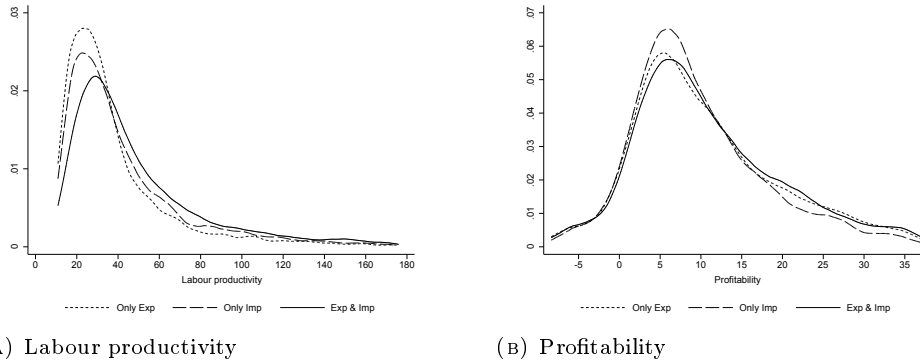 .03
.02
.01
0
0 20 40 60 80 100 120 140 160 180
Labour productivity
Only Exp Only Imp Exp & Imp
) Labour productivity
.07
.06
.05
.04
.03
.02
.01
0
-5 0 5 10 15 20 25 30 35
Profitability
Only Exp Only Imp Exp & Imp
(B) Profitability